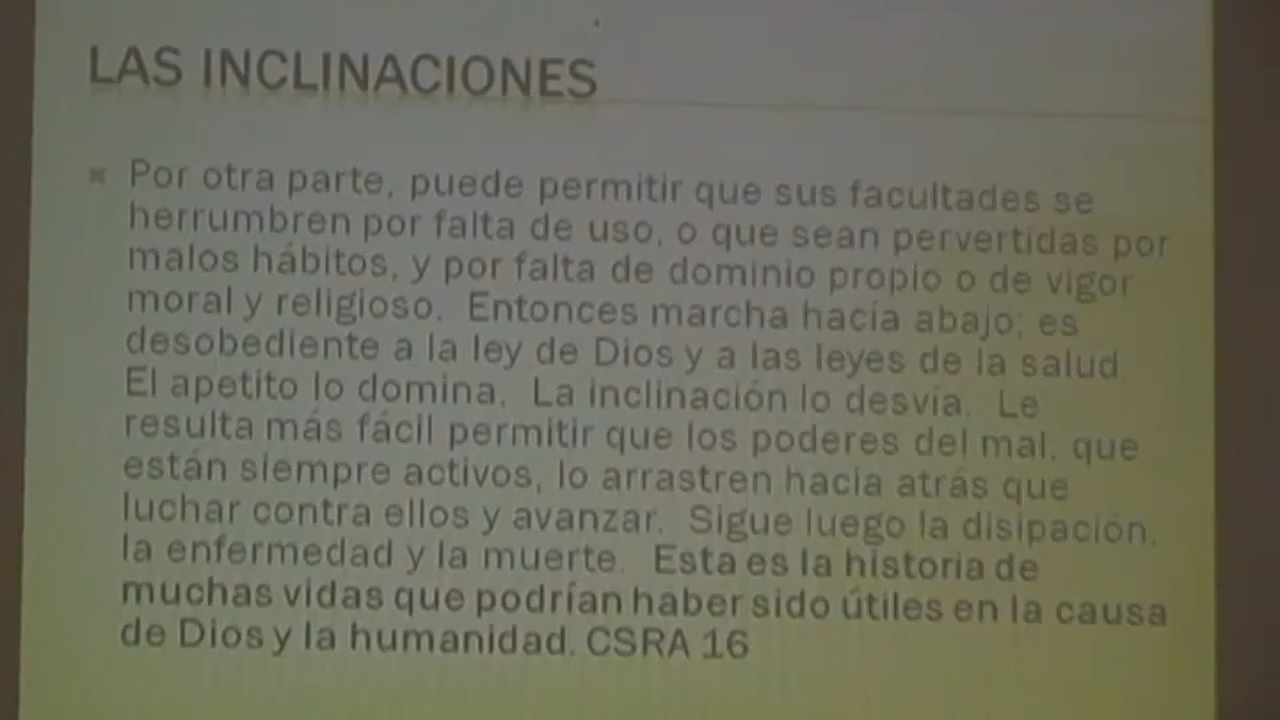 LAS INCLINACIONES
Por otra parte, puede permitir que sus facultades se
herrumbren por falta de uso, o que sean pervertidas por
malos hábitos, y por falta de dominio propio o de vigor
moral y religioso. Entonces marcha hacia abajo; es
desobediente a la ley de Dios y a las leyes de la salud.
El apetito lo domina. La inclinación lo desvía. Le
resulta más fácil permitir que los poderes del mal, que
están siempre activos, lo arrastren hacia atrás que
luchar contra ellos y avanzar. Sigue luego la disipación,
la enfermedad y la muerte. Esta es la historia de
muchas vidas que podrían haber sido útiles en la causa
de Dios y la humanidad. CSRA 16